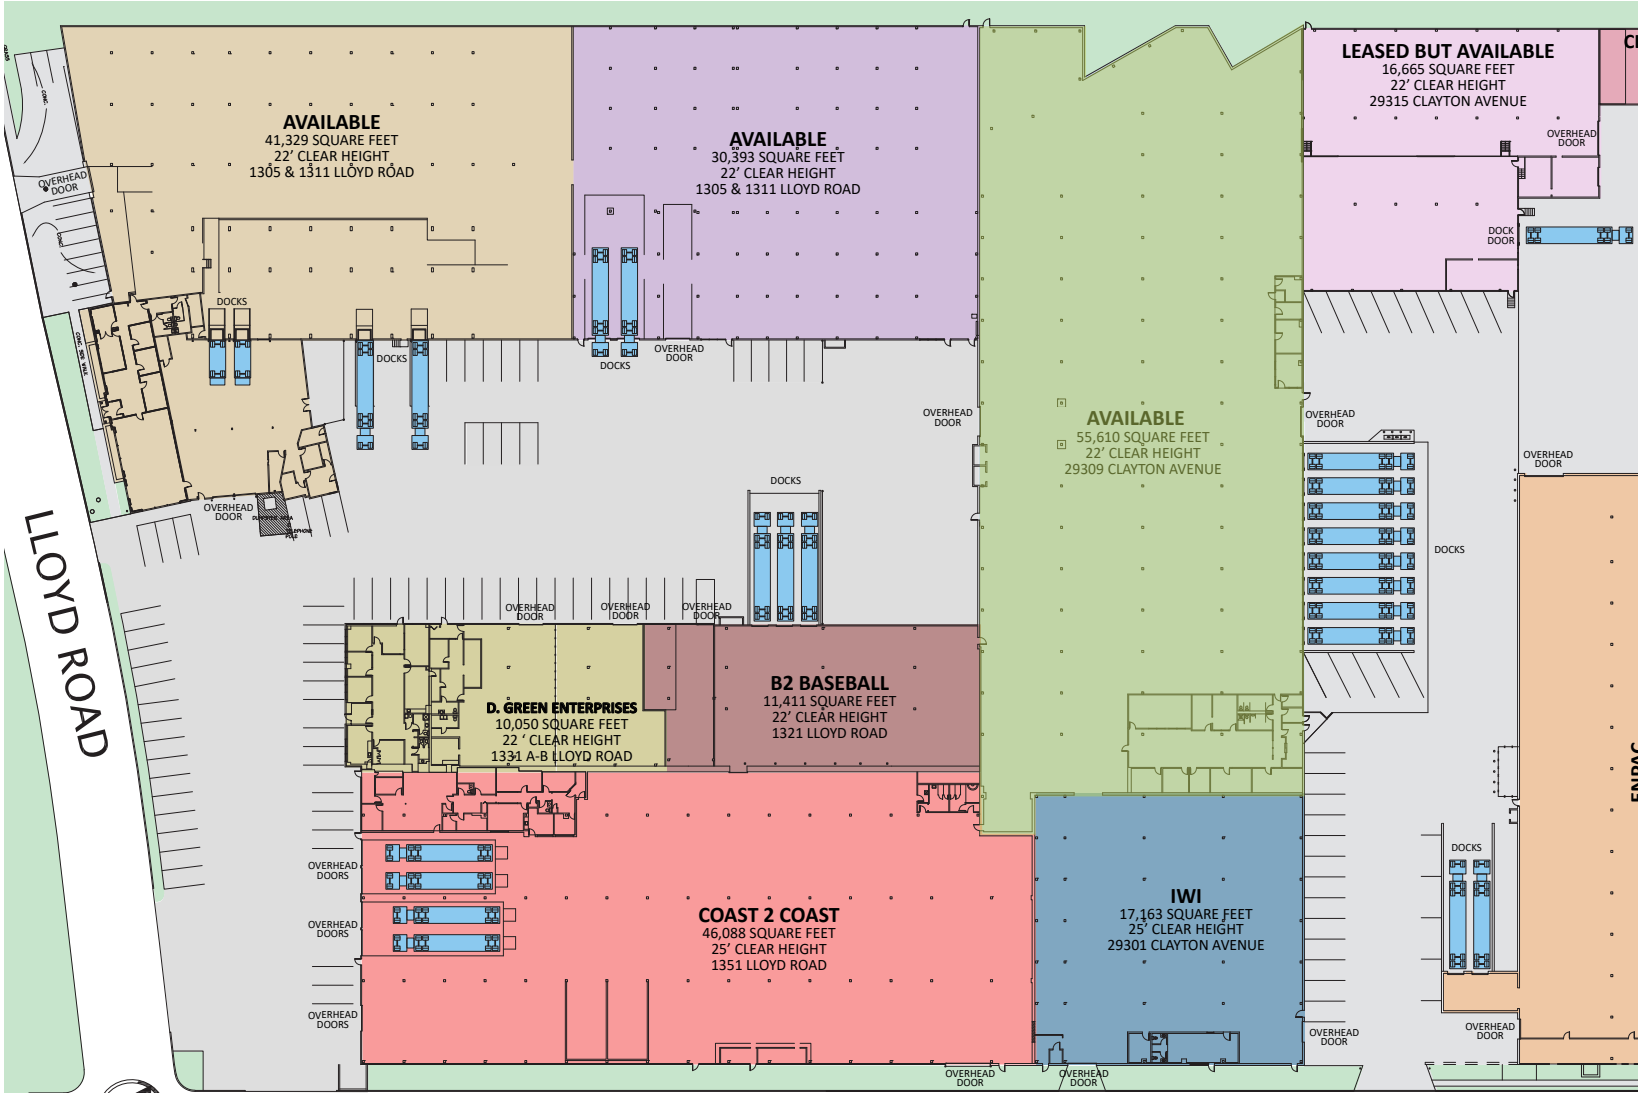 AVAILABLE
41,329 SQUARE FEET
22’ CLEAR HEIGHT
1305 & 1311 LLOYD ROAD
AVAILABLE
30,393 SQUARE FEET
22’ CLEAR HEIGHT
1305 & 1311 LLOYD ROAD
LEASED BUT AVAILABLE
16,665 SQUARE FEET
22’ CLEAR HEIGHT
29315 CLAYTON AVENUE
OVERHEAD
DOOR
CONC.
OVERHEAD
DOOR
CONC.
DOCK
DOOR
DOCKS
DOCKS
DOCKS
OVERHEAD
DOOR
CONC. SIDE WALK
OVERHEAD
DOOR
AVAILABLE
55,610 SQUARE FEET
22’ CLEAR HEIGHT
29309 CLAYTON AVENUE
OVERHEAD
DOOR
OVERHEAD
DOOR
DOCKS
OVERHEAD
DOOR
DOCKS
LLOYD ROAD
OVERHEAD
DOOR
OVERHEAD
DOOR
OVERHEAD
DOOR
D. GREEN ENTERPRISES
10,050 SQUARE FEET
22 ‘ CLEAR HEIGHT
1331 A-B LLOYD ROAD
B2 BASEBALL
11,411 SQUARE FEET
22’ CLEAR HEIGHT
1321 LLOYD ROAD
ENPAC
OVERHEAD
DOORS
OVERHEAD
DOORS
OVERHEAD
DOORS
COAST 2 COAST
46,088 SQUARE FEET
25’ CLEAR HEIGHT
1351 LLOYD ROAD
IWI
17,163 SQUARE FEET
25’ CLEAR HEIGHT
29301 CLAYTON AVENUE
DOCKS
OVERHEAD
DOOR
OVERHEAD
DOOR
OVERHEAD
DOOR
OVERHEAD
DOOR